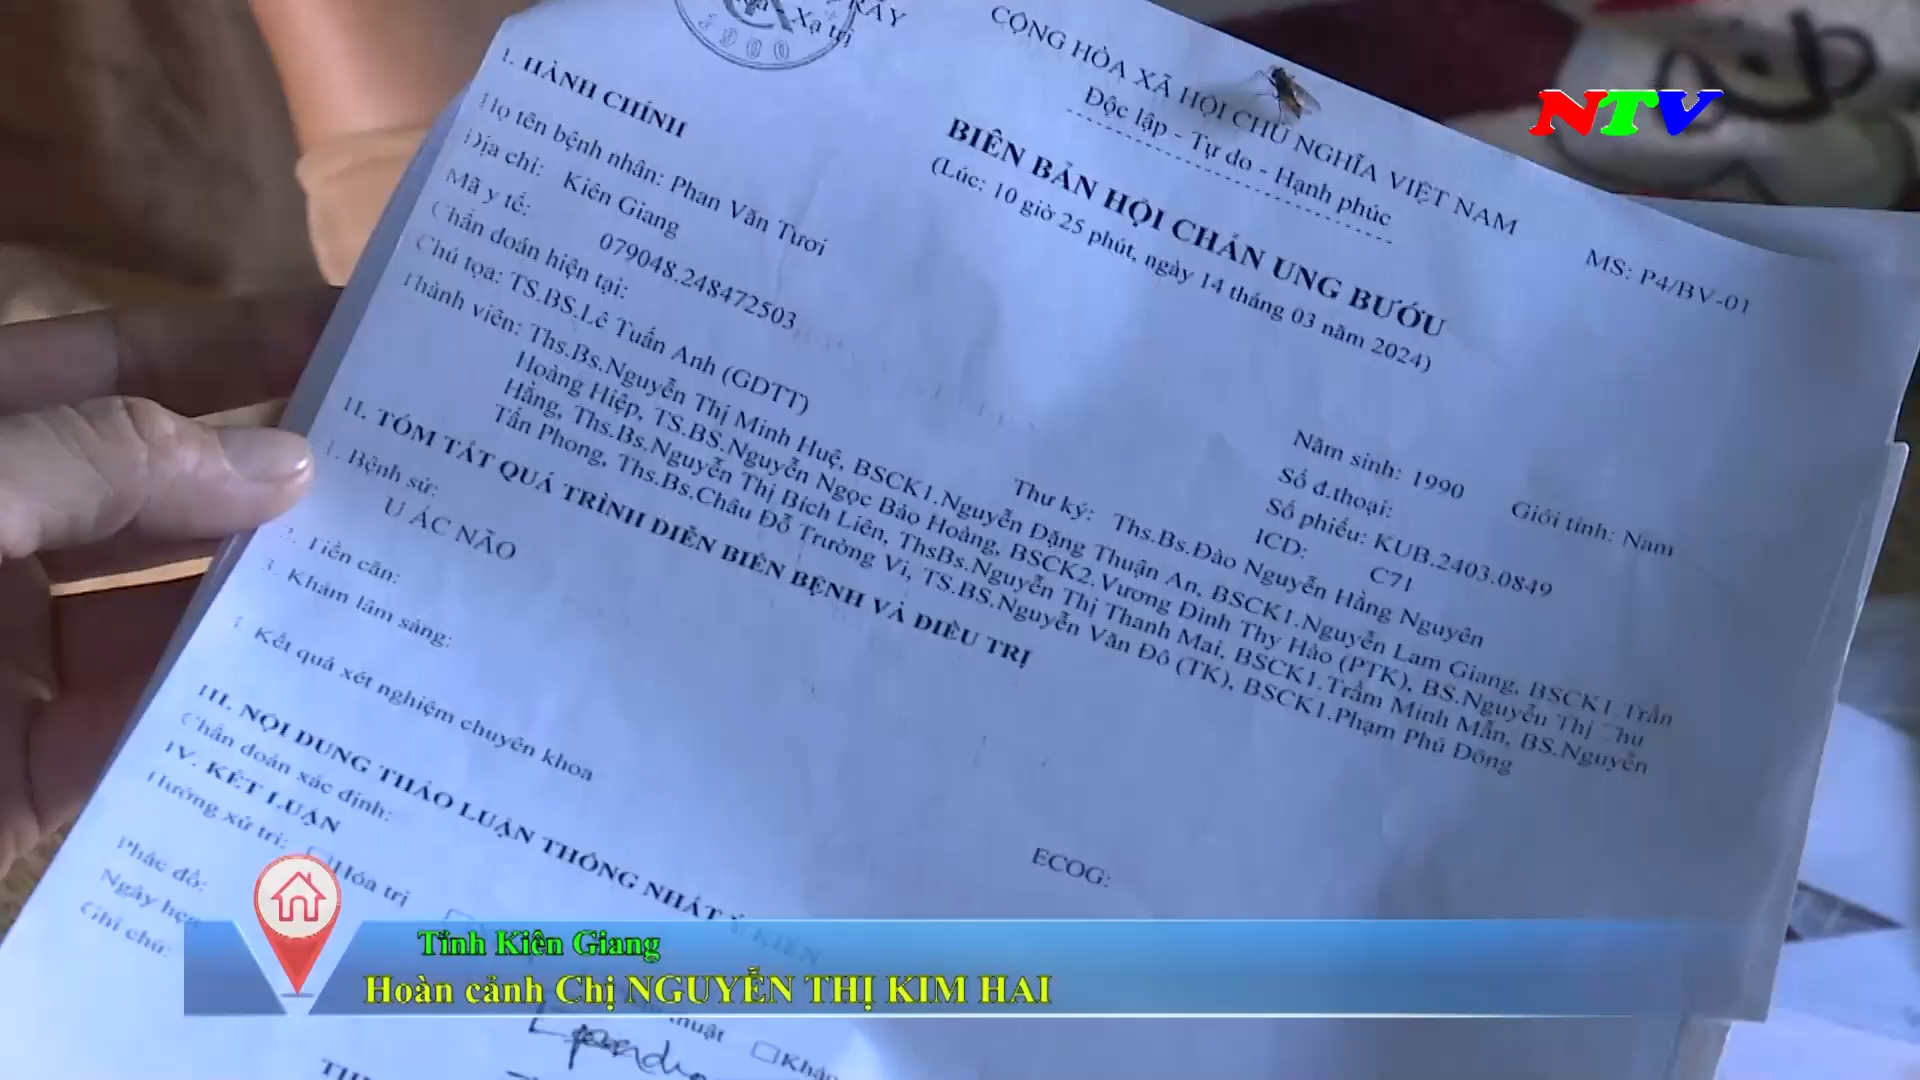 RẪY
Xạ trị
CỘNG HÒA XÃ HỘI CHỦ NGHĨA VIỆT NAM
Độc lập - Tự do - Hạnh phúc
MS: P4/BV-01
NTV
BIÊN BẢN HỘI CHẨN UNG BƯỚU
(Lúc: 10 giờ 25 phút, ngày 14 tháng 03 năm 2024)
I. HÀNH CHÍNH
Họ tên bệnh nhân: Phan Văn Tươi
Năm sinh: 1990 Giới tính: Nam
Địa chỉ: Kiên Giang
Số đ.thoại:
Mã y tế: 079048.248472503
Số phiếu: KUB.2403.0849
Chẩn đoán hiện tại:
ICD: C71
Chủ tọa: TS.BS.Lê Tuấn Anh (GDTT)
Thư ký: Ths.Bs.Đào Nguyễn Hằng Nguyên
Thành viên: Ths.Bs.Nguyễn Thị Minh Huệ, BSCK1.Nguyễn Đặng Thuận An, BSCK1.Nguyễn Lam Giang, BSCK1.Trần
Hoàng Hiệp, TS.BS.Nguyễn Ngọc Bảo Hoàng, BSCK2.Vương Đình Thy Hảo (PTK), BS.Nguyễn Thị Thu
Hằng, Ths.Bs.Nguyễn Thị Bích Liên, ThsBs.Nguyễn Thị Thanh Mai, BSCK1.Trầm Minh Mẫn, BS.Nguyễn
Tấn Phong, Ths.Bs.Châu Đỗ Trường Vi, TS.BS.Nguyễn Văn Đô (TK), BSCK1.Phạm Phú Đông
II. TÓM TẮT QUÁ TRÌNH DIỄN BIẾN BỆNH VÀ ĐIỀU TRỊ
1. Bệnh sử:
U ÁC NÃO
2. Tiền căn:
3. Khám lâm sàng:
ECOG:
Kết quả xét nghiệm chuyên khoa
III. NỘI DUNG THẢO LUẬN THỐNG NHẤT Ý KIẾN
Chẩn đoán xác định:
IV. KẾT LUẬN
Hướng xử trí: Hóa trị
thuật
Phác đồ:
Ngày hẹn
Ghi chú:
Tỉnh Kiên Giang
Hoàn cảnh Chị NGUYỄN THỊ KIM HAI